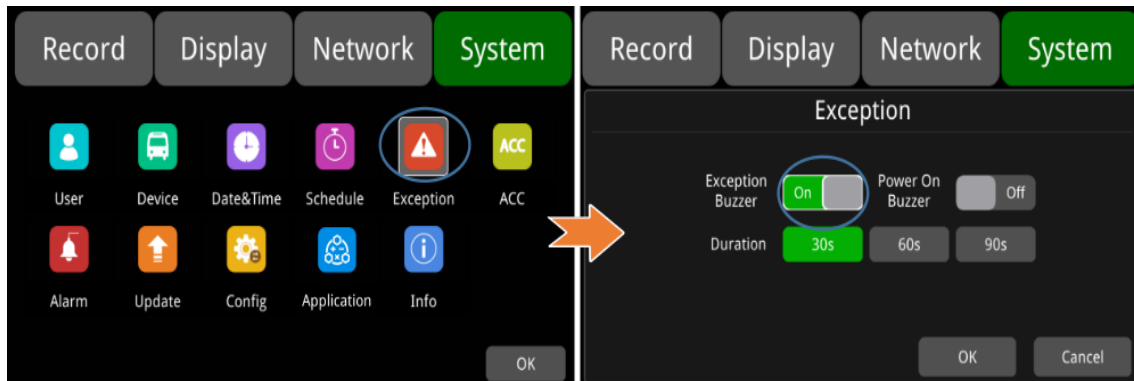 Record Display Network System
ACC
User Device Date&Time Schedule Exception ACC
Alarm Update Config Application Info
OK
Record Display Network System
Exception
Exception Buzzer On Power On Buzzer Off
Duration 30s 60s 90s
OK Cancel